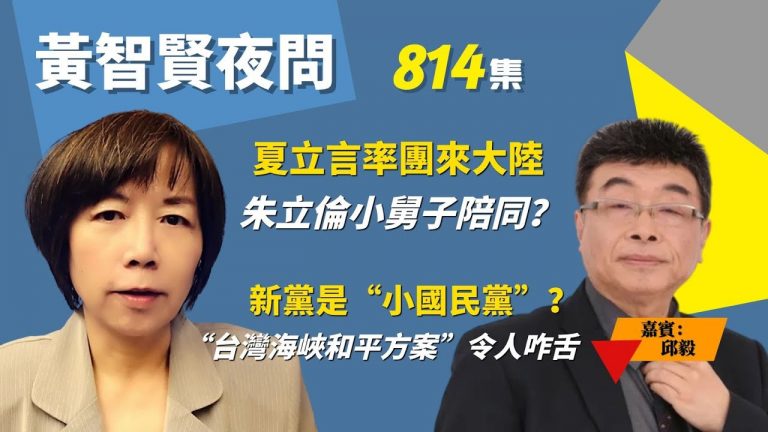 黃智賢夜問
814集
夏立言率團來大陸
朱立倫小舅子陪同?
新黨是“小國民黨”?
“台灣海峽和平方案”令人咋舌
嘉賓:
邱毅